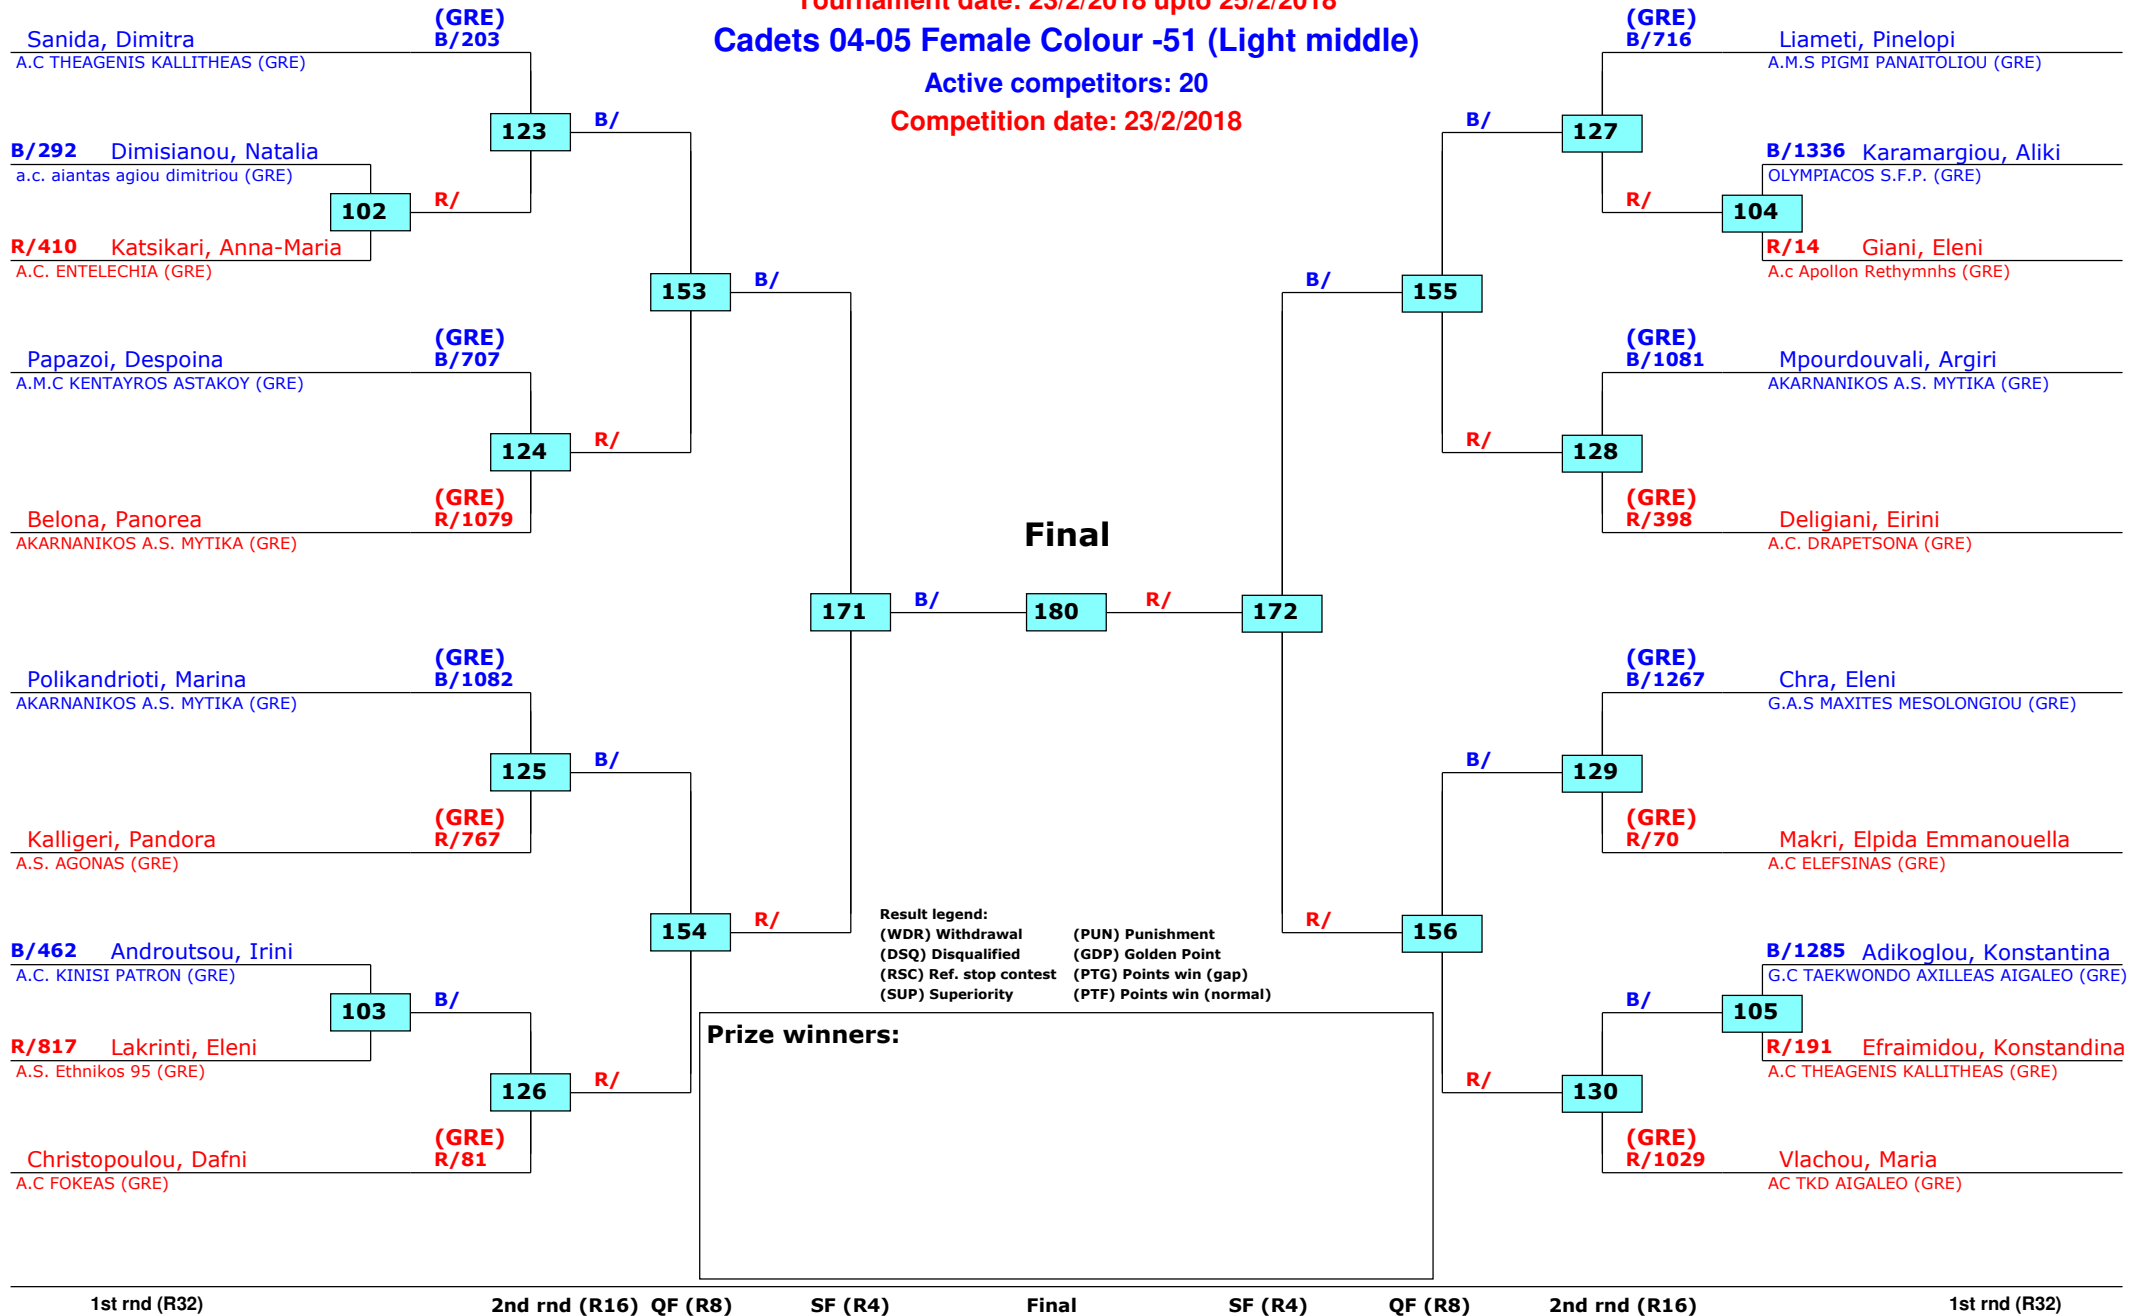 Tournament date: 23/2/2018 upto 25/2/2018
Cadets 04-05 Female Colour -51 (Light middle)
Active competitors: 20
Competition date: 23/2/2018
(GRE)
Sanida, Dimitra B/203
A.C THEAGENIS KALLITHEAS (GRE)
123 B/
B/292 Dimisianou, Natalia
a.c. aiantas agiou dimitriou (GRE)
102 R/
R/410 Katsikari, Anna-Maria
A.C. ENTELECHIA (GRE)
153 B/
(GRE)
Papazoi, Despoina B/707
A.M.C KENTAYROS ASTAKOY (GRE)
124 R/
(GRE)
Belona, Panorea R/1079
AKARNANIKOS A.S. MYTIKA (GRE)
Final
171 B/ 180 R/ 172
(GRE)
Polikandrioti, Marina B/1082
AKARNANIKOS A.S. MYTIKA (GRE)
125 B/
(GRE)
Kalligeri, Pandora R/767
A.S. AGONAS (GRE)
154 R/
B/462 Androutsou, Irini
A.C. KINISI PATRON (GRE)
103 B/
R/817 Lakrinti, Eleni
A.S. Ethnikos 95 (GRE)
126 R/
(GRE)
Christopoulou, Dafni R/81
A.C FOKEAS (GRE)
(GRE)
B/716 Liameti, Pinelopi
A.M.S PIGMI PANAITOLIOU (GRE)
B/ 127
B/1336 Karamargiou, Aliki
OLYMPIACOS S.F.P. (GRE)
R/ 104
R/14 Giani, Eleni
A.c Apollon Rethymnhs (GRE)
B/ 155
(GRE)
B/1081 Mpourdouvali, Argiri
AKARNANIKOS A.S. MYTIKA (GRE)
R/ 128
(GRE)
R/398 Deligiani, Eirini
A.C. DRAPETSONA (GRE)
(GRE)
B/1267 Chra, Eleni
G.A.S MAXITES MESOLONGIOU (GRE)
B/ 129
(GRE)
R/70 Makri, Elpida Emmanouella
A.C ELEFSINAS (GRE)
R/ 156
B/1285 Adikoglou, Konstantina
G.C TAEKWONDO AXILLEAS AIGALEO (GRE)
B/ 105
R/191 Efraimidou, Konstandina
A.C THEAGENIS KALLITHEAS (GRE)
R/ 130
(GRE)
R/1029 Vlachou, Maria
AC TKD AIGALEO (GRE)
Result legend:
(WDR) Withdrawal (PUN) Punishment
(DSQ) Disqualified (GDP) Golden Point
(RSC) Ref. stop contest (PTG) Points win (gap)
(SUP) Superiority (PTF) Points win (normal)
Prize winners:
1st rnd (R32) 2nd rnd (R16) QF (R8) SF (R4) Final SF (R4) QF (R8) 2nd rnd (R16) 1st rnd (R32)